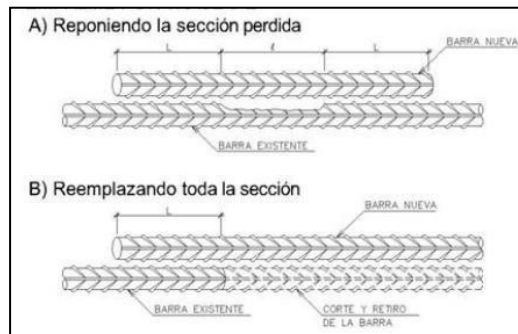 A) Reponiendo la sección perdida
L ℓ L
BARRA NUEVA
BARRA EXISTENTE
B) Reemplazando toda la sección
L
BARRA NUEVA
BARRA EXISTENTE
CORTE Y RETIRO
DE LA BARRA